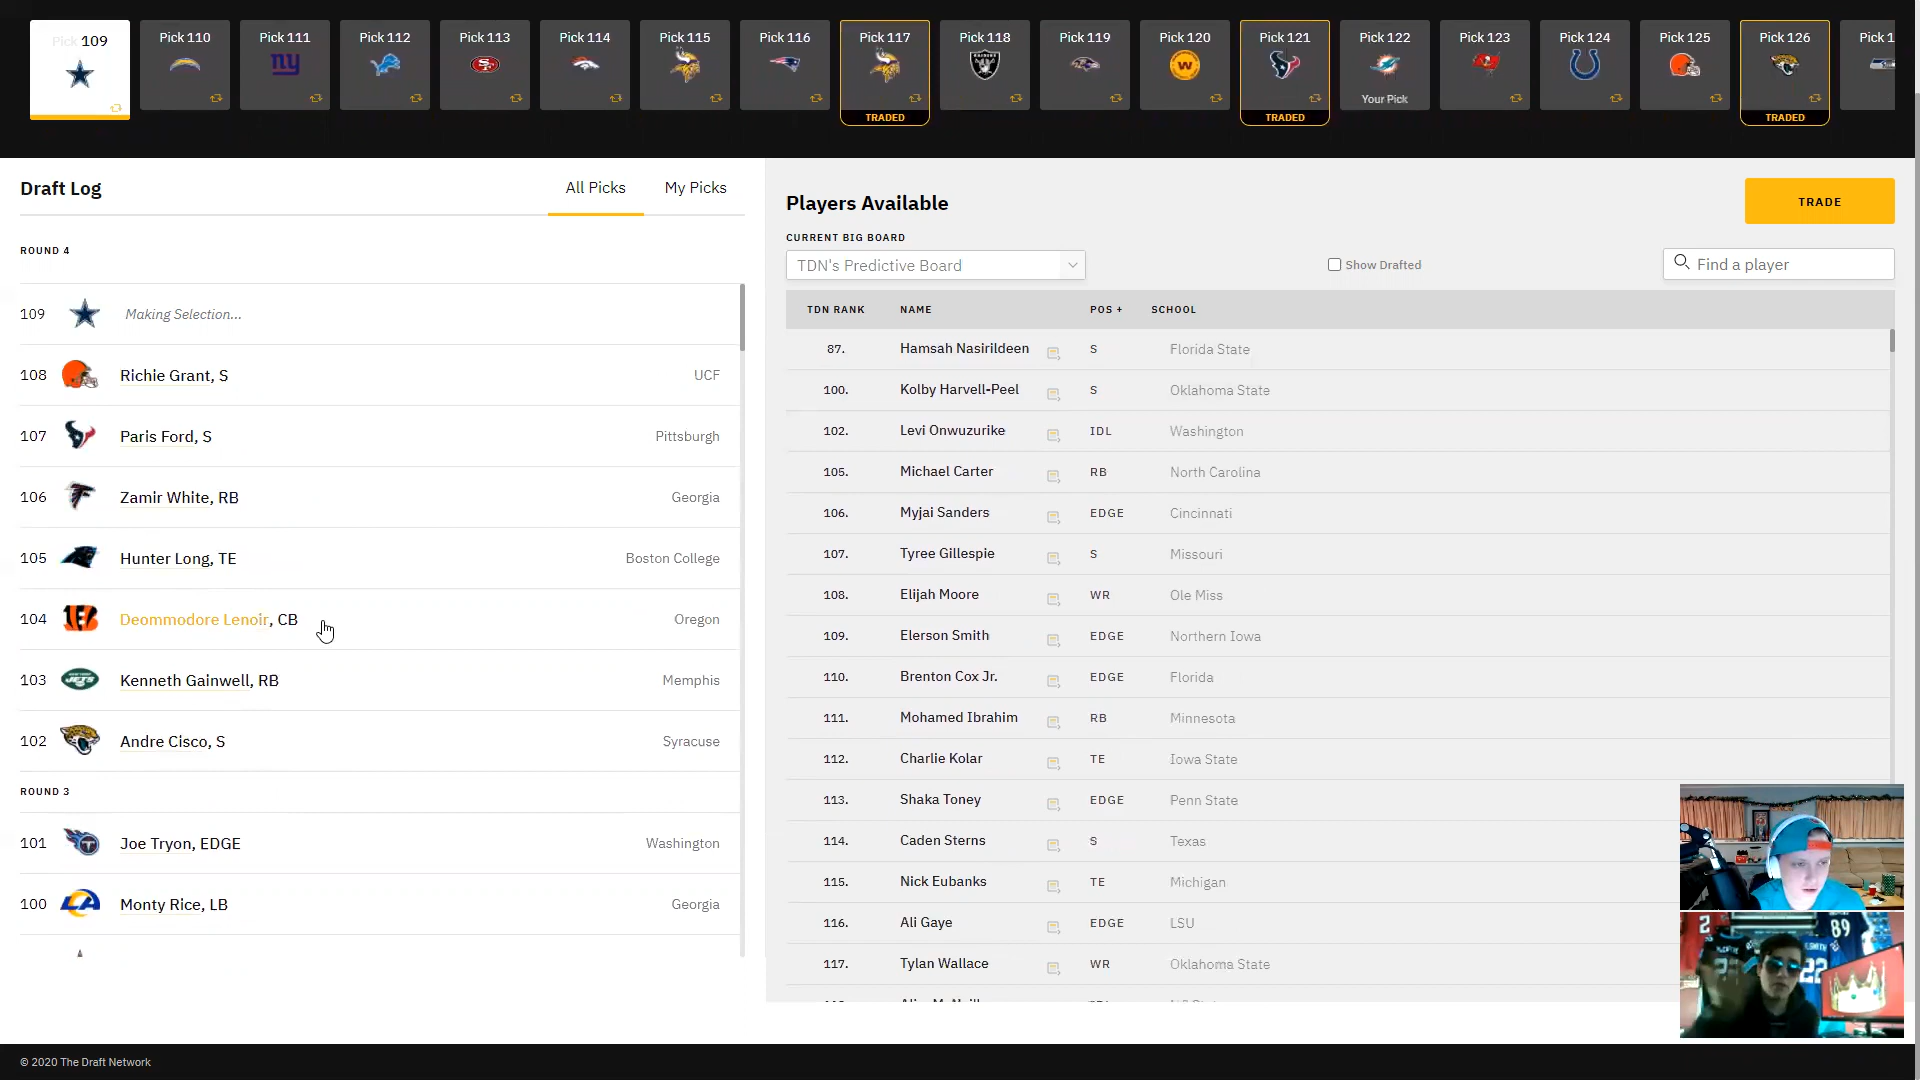 Pick 109
Pick 110
Pick 111
Pick 112
Pick 113
Pick 114
Pick 115
Pick 116
Pick 117
Pick 118
Pick 119
Pick 120
Pick 121
Pick 122
Pick 123
Pick 124
Pick 125
Pick 126
Pick 1
Your Pick
TRADED
TRADED
TRADED
Draft Log
All Picks
My Picks
ROUND 4
109 Making Selection...
108 Richie Grant, S UCF
107 Paris Ford, S Pittsburgh
106 Zamir White, RB Georgia
105 Hunter Long, TE Boston College
104 Deommodore Lenoir, CB Oregon
103 Kenneth Gainwell, RB Memphis
102 Andre Cisco, S Syracuse
ROUND 3
101 Joe Tryon, EDGE Washington
100 Monty Rice, LB Georgia
Players Available
TRADE
CURRENT BIG BOARD
TDN's Predictive Board
Show Drafted
Find a player
TDN RANK NAME POS + SCHOOL
87. Hamsah Nasirildeen S Florida State
100. Kolby Harvell-Peel S Oklahoma State
102. Levi Onwuzurike IDL Washington
105. Michael Carter RB North Carolina
106. Myjai Sanders EDGE Cincinnati
107. Tyree Gillespie S Missouri
108. Elijah Moore WR Ole Miss
109. Elerson Smith EDGE Northern Iowa
110. Brenton Cox Jr. EDGE Florida
111. Mohamed Ibrahim RB Minnesota
112. Charlie Kolar TE Iowa State
113. Shaka Toney EDGE Penn State
114. Caden Sterns S Texas
115. Nick Eubanks TE Michigan
116. Ali Gaye EDGE LSU
117. Tylan Wallace WR Oklahoma State
2
89
22
© 2020 The Draft Network